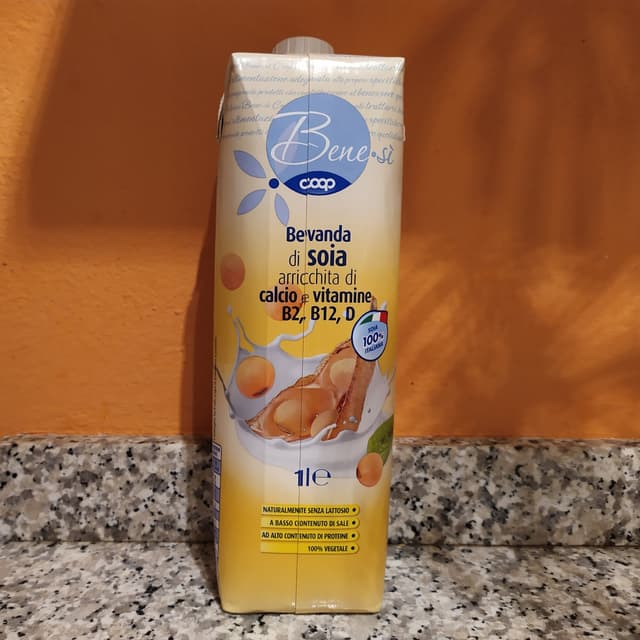 Bene.sì
coop
Bevanda
di soia
arricchita di
calcio e vitamine
B2, B12, D
SOIA
100%
ITALIANA
1l℮
NATURALMENTE SENZA LATTOSIO
A BASSO CONTENUTO DI SALE
AD ALTO CONTENUTO DI PROTEINE
100% VEGETALE